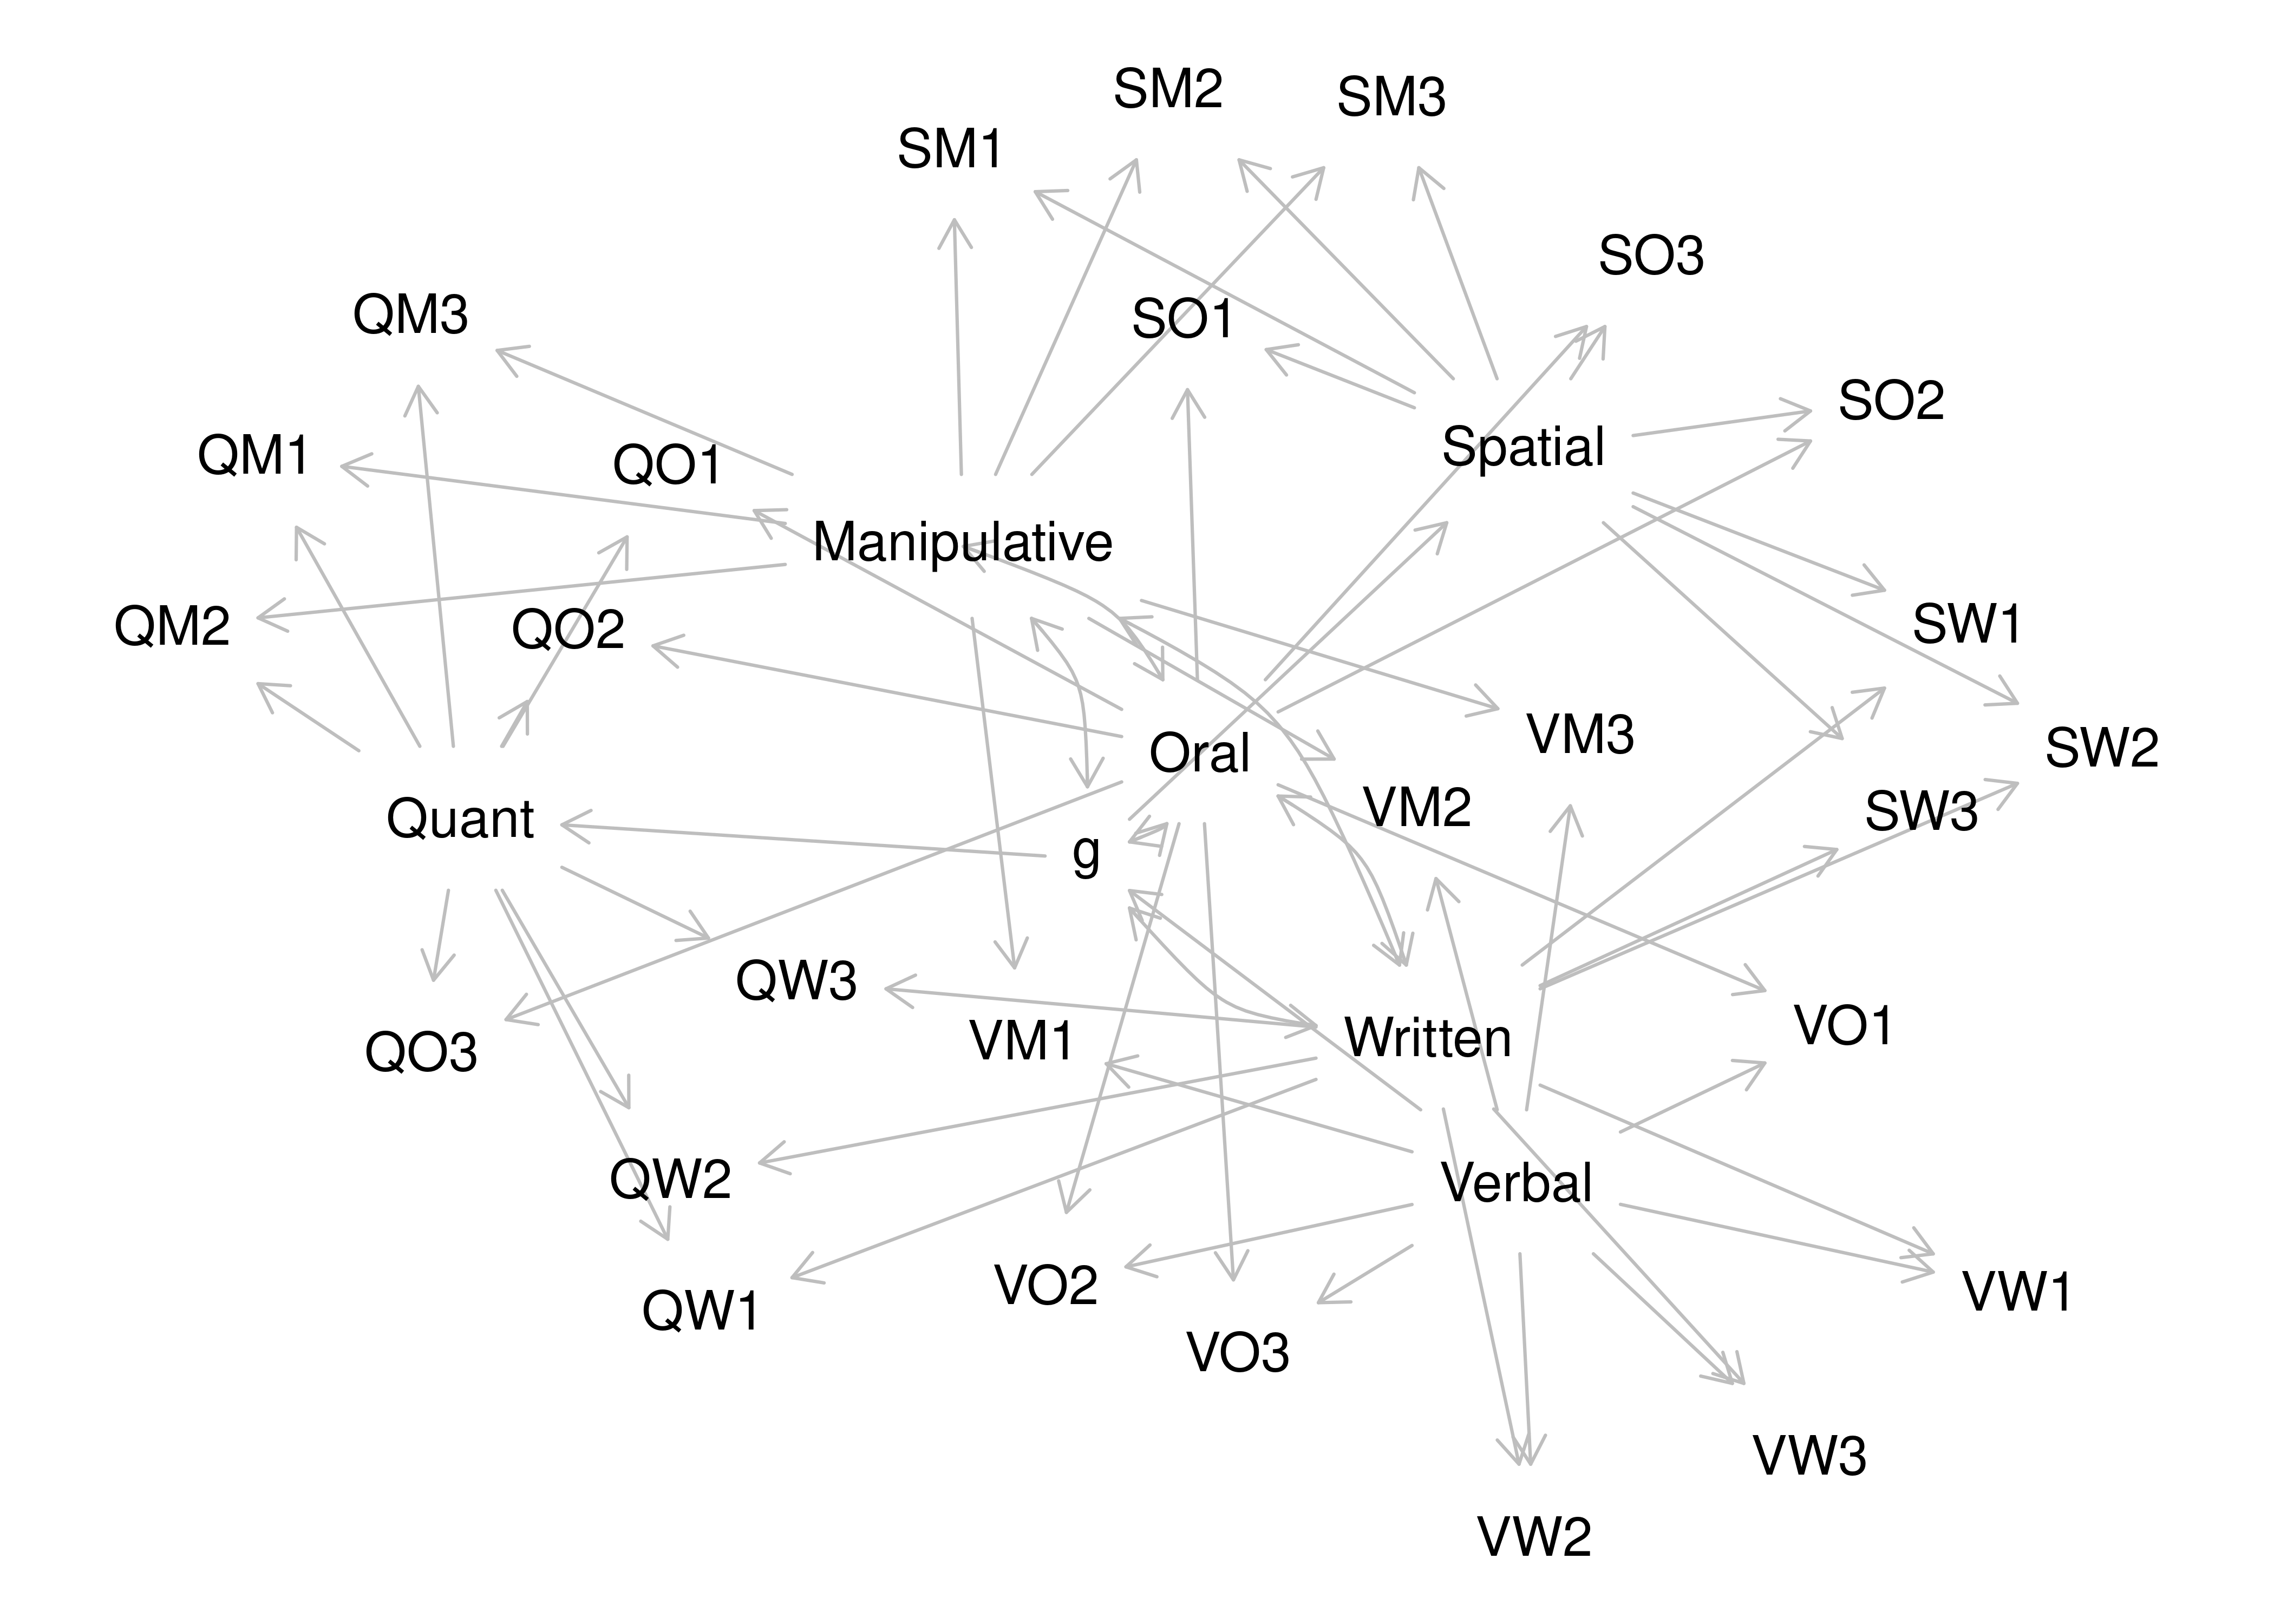 SM2
SM3
SM1
SO3
QM3
SO1
SO2
QM1
QO1
Spatial
Manipulative
QM2
QO2
SW1
VM3
Oral
SW2
Quant
VM2
SW3
g
QW3
VO1
QO3
VM1
Written
QW2
Verbal
VO2
VW1
QW1
VO3
VW3
VW2